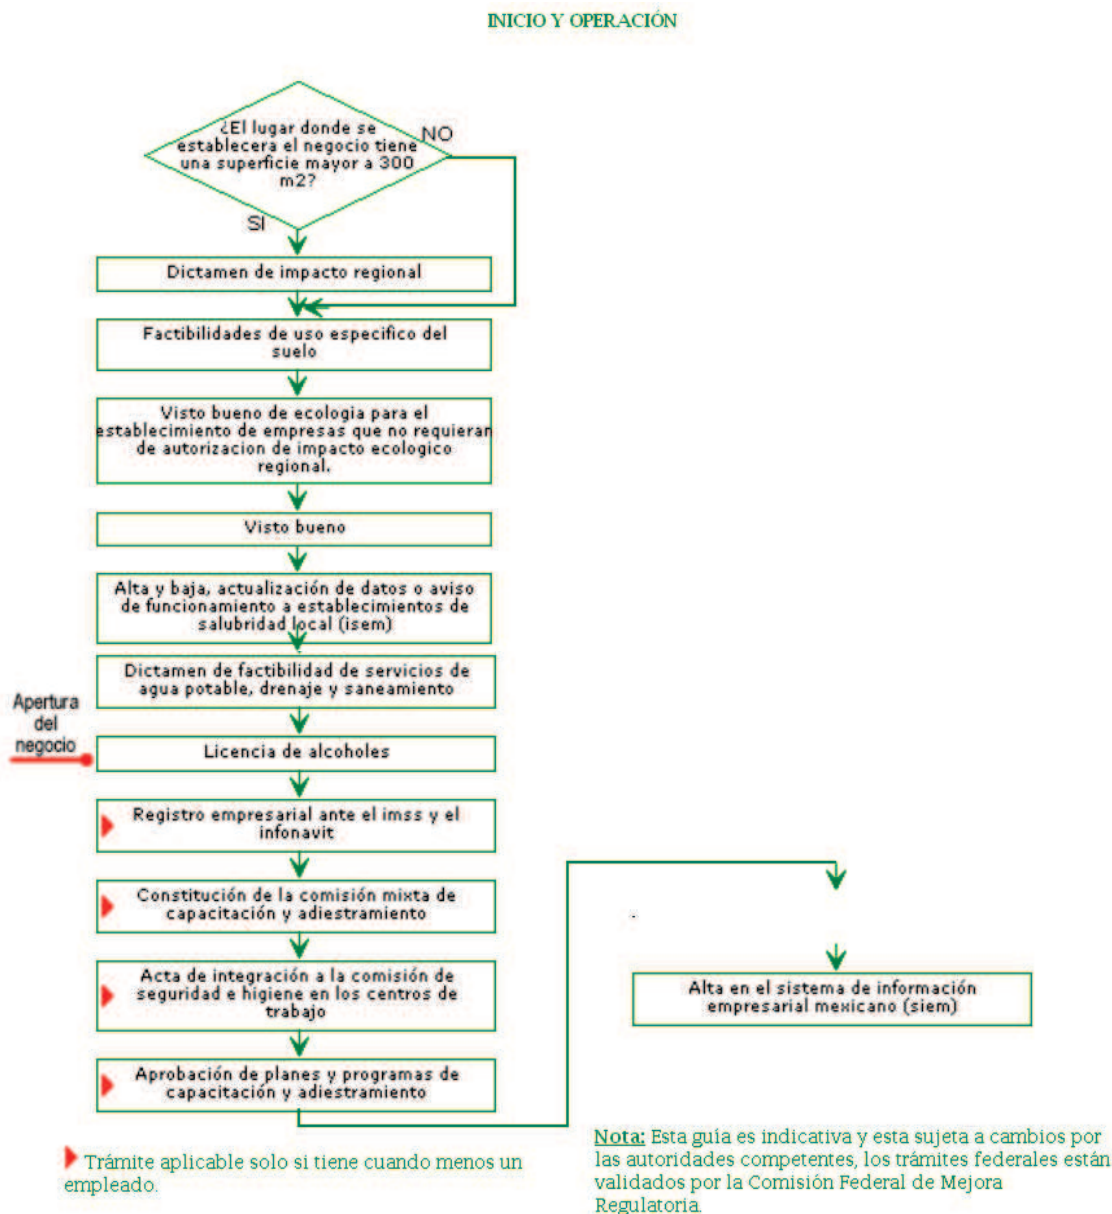 INICIO Y OPERACIÓN
¿El lugar donde se
establecera el negocio tiene
una superficie mayor a 300
m2?
NO
SI
Dictamen de impacto regional
Factibilidades de uso especifico del
suelo
Visto bueno de ecologia para el
establecimiento de empresas que no requieran
de autorizacion de impacto ecologico
regional.
Visto bueno
Alta y baja, actualización de datos o aviso
de funcionamiento a establecimientos de
salubridad local (isem)
Dictamen de factibilidad de servicios de
agua potable, drenaje y saneamiento
Apertura
del
negocio
Licencia de alcoholes
Registro empresarial ante el imss y el
infonavit
Constitución de la comisión mixta de
capacitación y adiestramiento
Acta de integración a la comisión de
seguridad e higiene en los centros de
trabajo
Aprobación de planes y programas de
capacitación y adiestramiento
Alta en el sistema de información
empresarial mexicano (siem)
Trámite aplicable solo si tiene cuando menos un
empleado.
Nota: Esta guía es indicativa y esta sujeta a cambios por
las autoridades competentes, los trámites federales están
validados por la Comisión Federal de Mejora
Regulatoria.